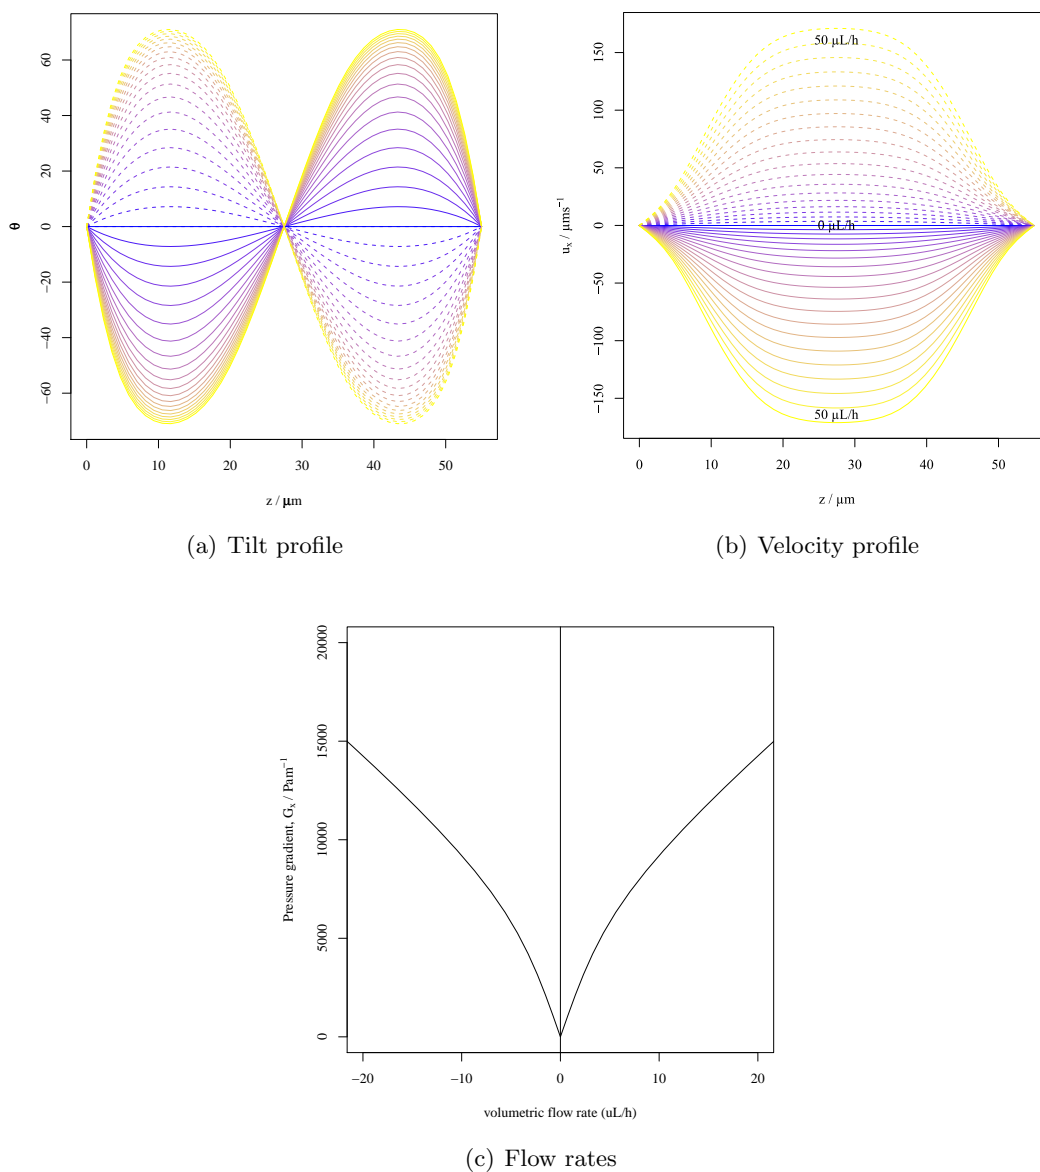 θ
60
40
20
0
−20
−40
−60
0 10 20 30 40 50
z / µm
(a) Tilt profile
u_x / µms⁻¹
150
100
50
0
−50
−100
−150
50 µL/h
0 µL/h
50 µL/h
0 10 20 30 40 50
z / µm
(b) Velocity profile
Pressure gradient, Gₓ / Pam⁻¹
20000
15000
10000
5000
0
−20 −10 0 10 20
volumetric flow rate (uL/h)
(c) Flow rates